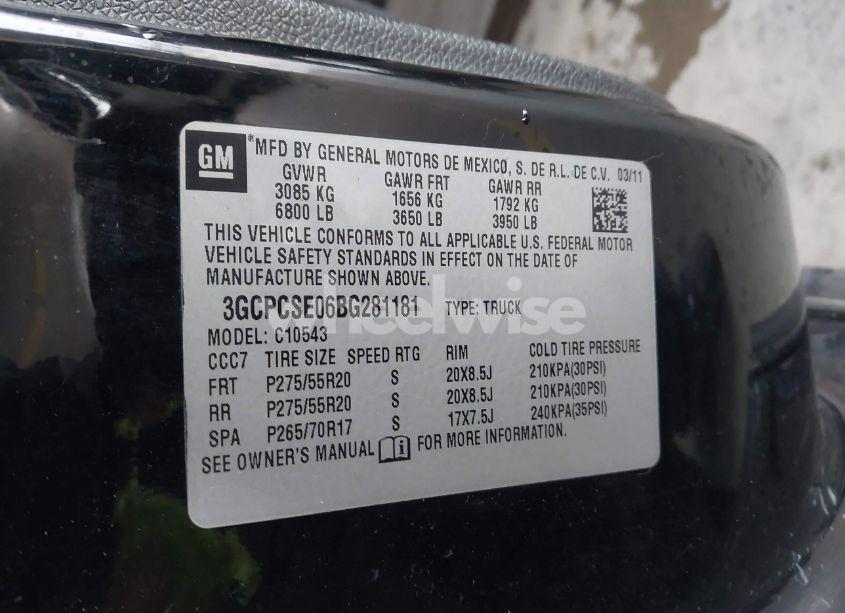 GM
*MFD BY GENERAL MOTORS DE MEXICO, S. DE R.L. DE C.V. 03/11
GVWR GAWR FRT GAWR RR
3085 KG 1656 KG 1792 KG
6800 LB 3650 LB 3950 LB
THIS VEHICLE CONFORMS TO ALL APPLICABLE U.S. FEDERAL MOTOR
VEHICLE SAFETY STANDARDS IN EFFECT ON THE DATE OF
MANUFACTURE SHOWN ABOVE.
wheelwise
3GCPCSE06BG281181 TYPE: TRUCK
MODEL: C10543
CCC7 TIRE SIZE SPEED RTG RIM COLD TIRE PRESSURE
FRT P275/55R20 S 20X8.5J 210KPA(30PSI)
RR P275/55R20 S 20X8.5J 210KPA(30PSI)
SPA P265/70R17 S 17X7.5J 240KPA(35PSI)
SEE OWNER'S MANUAL FOR MORE INFORMATION.